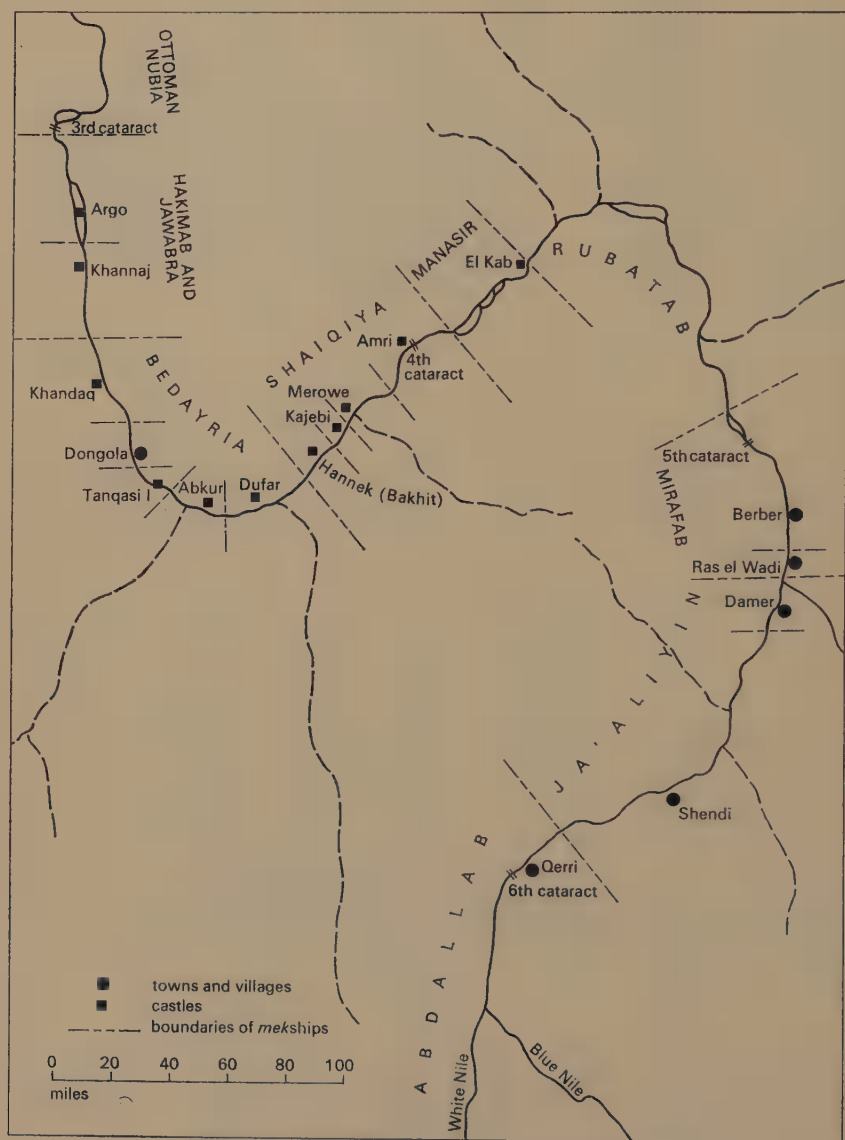 OTTOMAN
NUBIA
3rd cataract
HAKIMAB AND
JAWABRA
Argo
Khannaj
MANASIR
El Kab
RUBATAB
SHAIQIYA
Amri
4th
cataract
BEDAYRIA
Khandaq
Merowe
Kajebi
Dongola
Tanqasi I
Abkur
Dufar
Hannek (Bakhit)
5th cataract
MIRAFAB
Berber
Ras el Wadi
Damer
JA'ALIYIN
Shendi
Qerri
6th cataract
ABDALLAB
towns and villages
castles
boundaries of mekships
0 20 40 60 80 100
miles
White Nile
Blue Nile